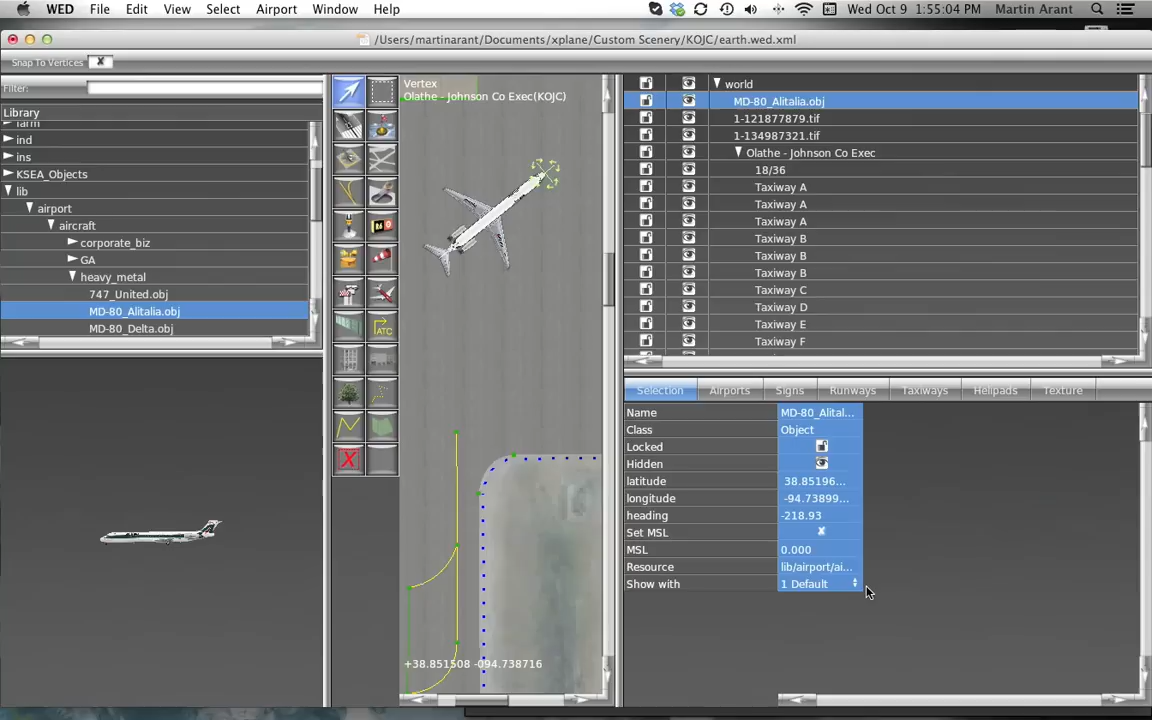 WED File Edit View Select Airport Window Help Wed Oct 9 1:55:04 PM Martin Arant
/Users/martinarant/Documents/xplane/Custom Scenery/KOJC/earth.wed.xml
Snap To Vertices
Filter:
Library
farm
ind
ins
KSEA_Objects
lib
airport
aircraft
corporate_biz
GA
heavy_metal
747_United.obj
MD-80_Alitalia.obj
MD-80_Delta.obj
ATC
Vertex
Olathe - Johnson Co Exec(KOJC)
+38.851508 -094.738716
world
MD-80_Alitalia.obj
1-121877879.tif
1-134987321.tif
Olathe - Johnson Co Exec
18/36
Taxiway A
Taxiway A
Taxiway A
Taxiway B
Taxiway B
Taxiway B
Taxiway C
Taxiway D
Taxiway E
Taxiway F
Selection Airports Signs Runways Taxiways Helipads Texture
Name MD-80_Alital...
Class Object
Locked
Hidden
latitude 38.85196...
longitude -94.73899...
heading -218.93
Set MSL
MSL 0.000
Resource lib/airport/ai...
Show with 1 Default